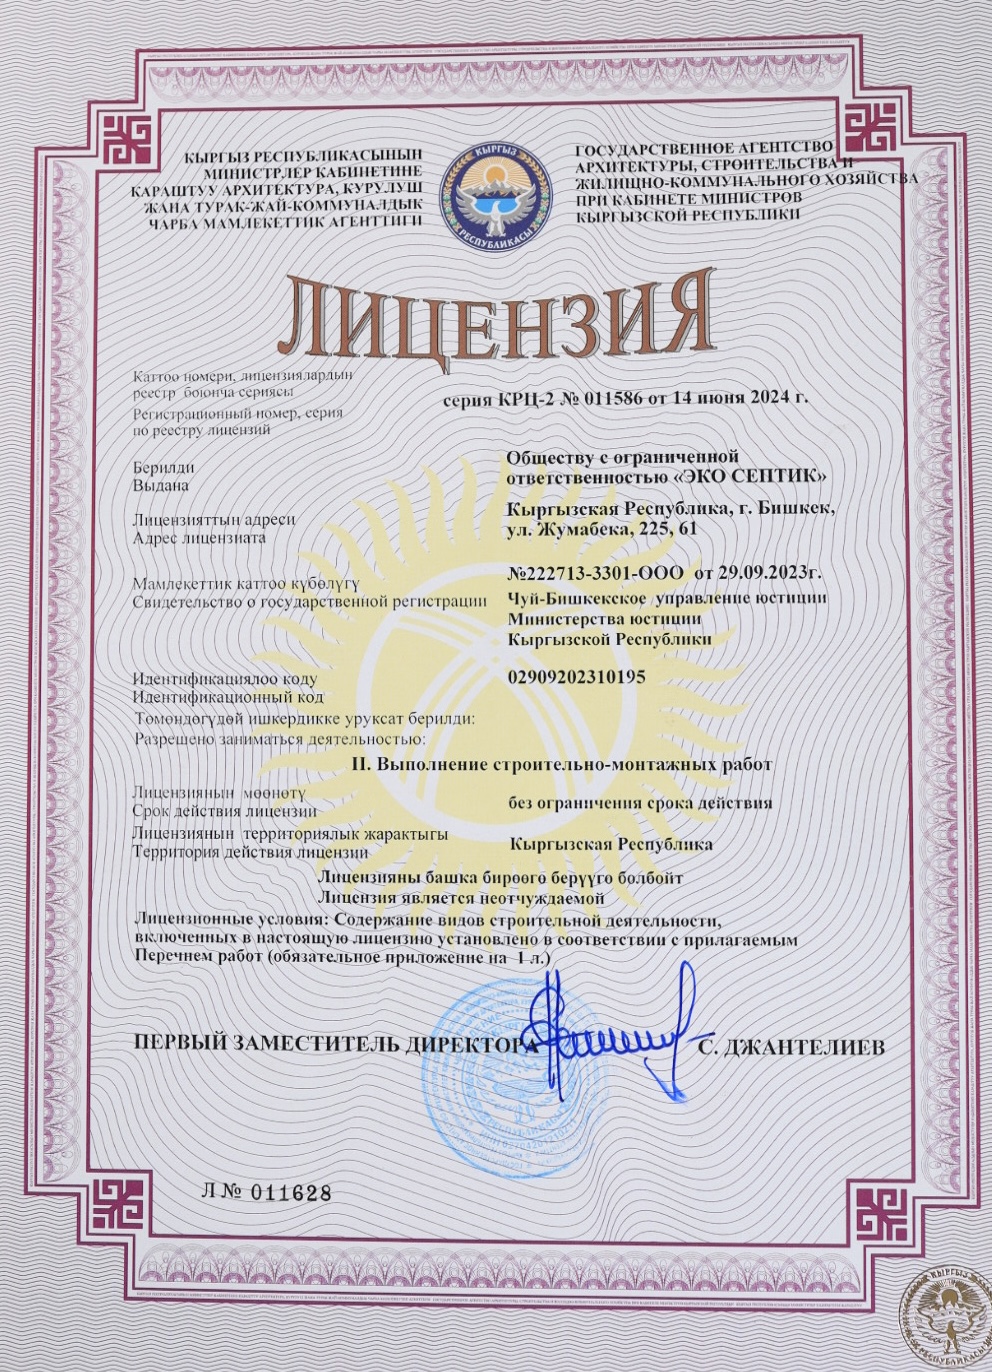 КЫРГЫЗ РЕСПУБЛИКАСЫНЫН
МИНИСТРЛЕР КАБИНЕТИНЕ
КАРАШТУУ АРХИТЕКТУРА, КУРУЛУШ
ЖАНА ТУРАК-ЖАЙ-КОММУНАЛДЫК
ЧАРБА МАМЛЕКЕТТИК АГЕНТТИГИ
КЫРГЫЗ
РЕСПУБЛИКАСЫ
ГОСУДАРСТВЕННОЕ АГЕНТСТВО
АРХИТЕКТУРЫ, СТРОИТЕЛЬСТВА И
ЖИЛИЩНО-КОММУНАЛЬНОГО ХОЗЯЙСТВА
ПРИ КАБИНЕТЕ МИНИСТРОВ
КЫРГЫЗСКОЙ РЕСПУБЛИКИ
ЛИЦЕНЗИЯ
Каттоо номери, лицензиялардын
реестр боюнча сериясы
Регистрационный номер, серия
по реестру лицензий
серия КРЦ-2 № 011586 от 14 июня 2024 г.
Берилди
Выдана
Обществу с ограниченной
ответственностью «ЭКО СЕПТИК»
Лицензияттын адреси
Адрес лицензиата
Кыргызская Республика, г. Бишкек,
ул. Жумабека, 225, 61
Мамлекеттик каттоо күбөлүгү
Свидетельство о государственной регистрации
№222713-3301-ООО от 29.09.2023г.
Чуй-Бишкекское управление юстиции
Министерства юстиции
Кыргызской Республики
Идентификациялоо коду
Идентификационный код
02909202310195
Төмөндөгүдөй ишкердикке уруксат берилди:
Разрешено заниматься деятельностью:
II. Выполнение строительно-монтажных работ
Лицензиянын мөөнөтү
Срок действия лицензии
без ограничения срока действия
Лицензиянын территориялык жарактыгы
Территория действия лицензии
Кыргызская Республика
Лицензияны башка бирөөгө берүүгө болбойт
Лицензия является неотчуждаемой
Лицензионные условия: Содержание видов строительной деятельности,
включенных в настоящую лицензию установлено в соответствии с прилагаемым
Перечнем работ (обязательное приложение на 1 л.)
ПЕРВЫЙ ЗАМЕСТИТЕЛЬ ДИРЕКТОРА
С. ДЖАНТЕЛИЕВ
Л № 011628